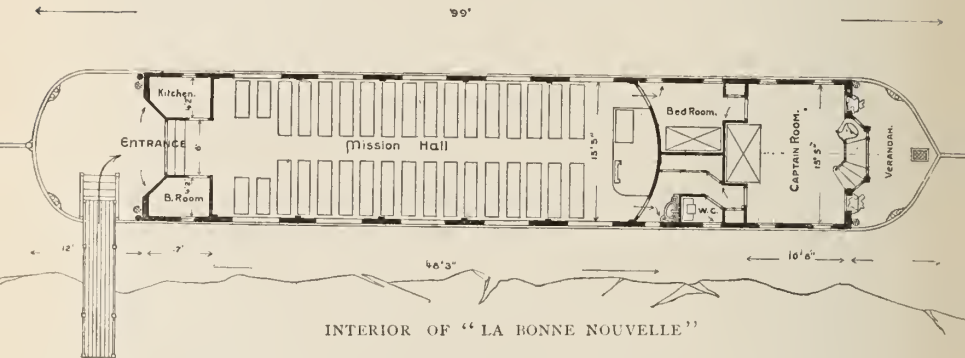 99'
Kitchen.
4'2"
ENTRANCE
6'
B. Room
4'2"
Mission Hall
15'5"
Bed Room.
W.C.
CAPTAIN ROOM.
15'5"
VERANDAH.
12'
7'
48'3"
10'8"
INTERIOR OF "LA BONNE NOUVELLE"